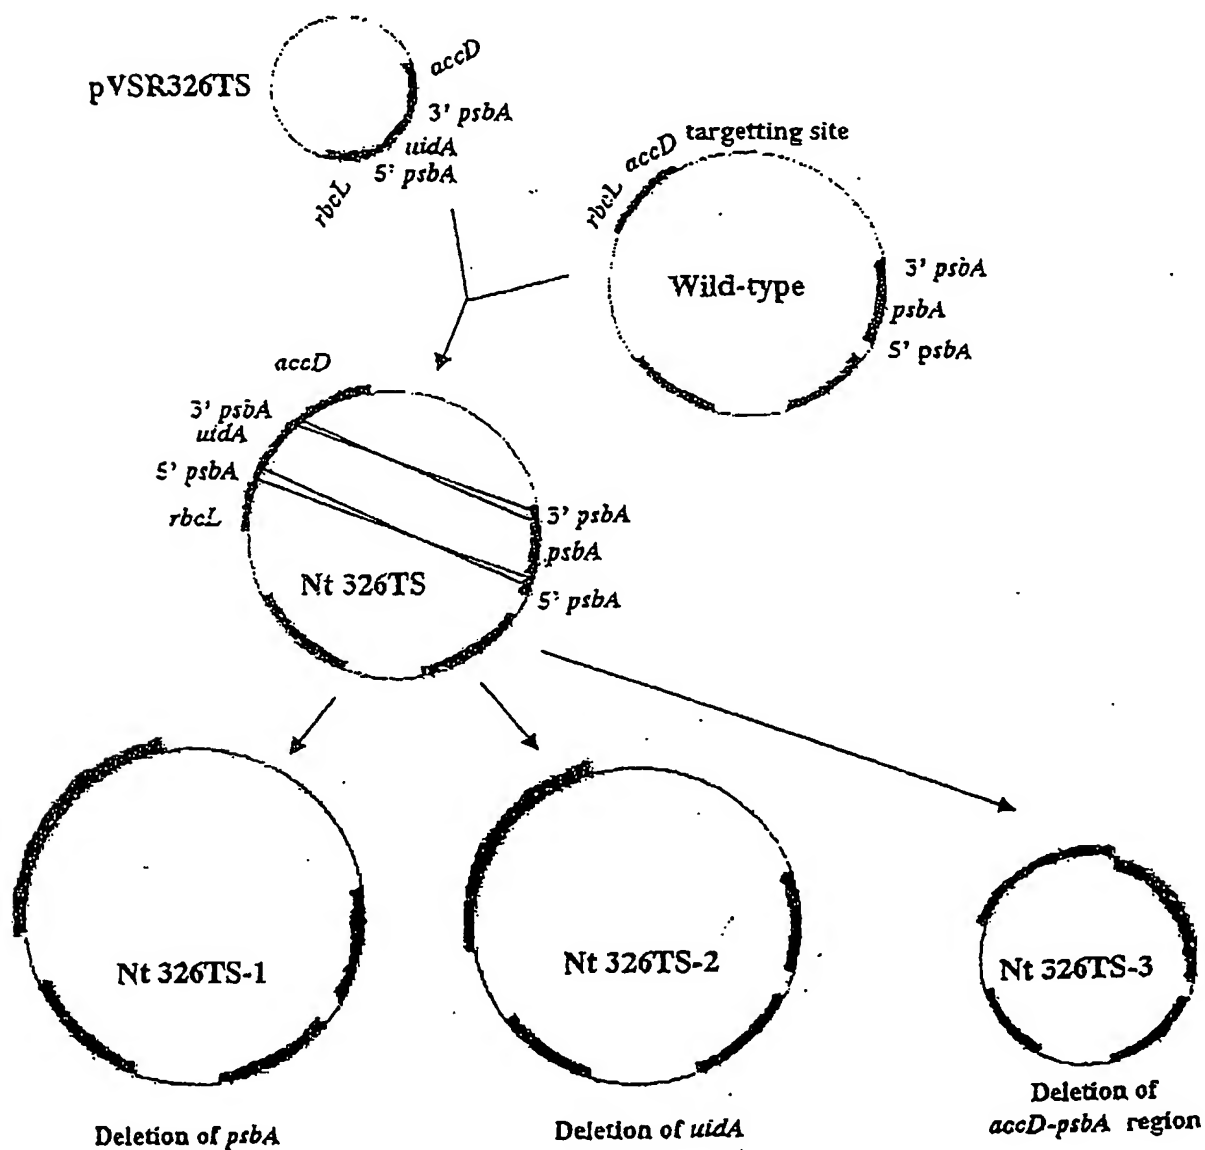 pVSR326TS
accD
3' psbA
uidA
5' psbA
rbcL
targetting site
accD
rbcL
Wild-type
3' psbA
psbA
5' psbA
accD
3' psbA
uidA
5' psbA
rbcL
Nt 326TS
3' psbA
psbA
5' psbA
Nt 326TS-1
Nt 326TS-2
Nt 326TS-3
Deletion of psbA
Deletion of uidA
Deletion of
accD-psbA region